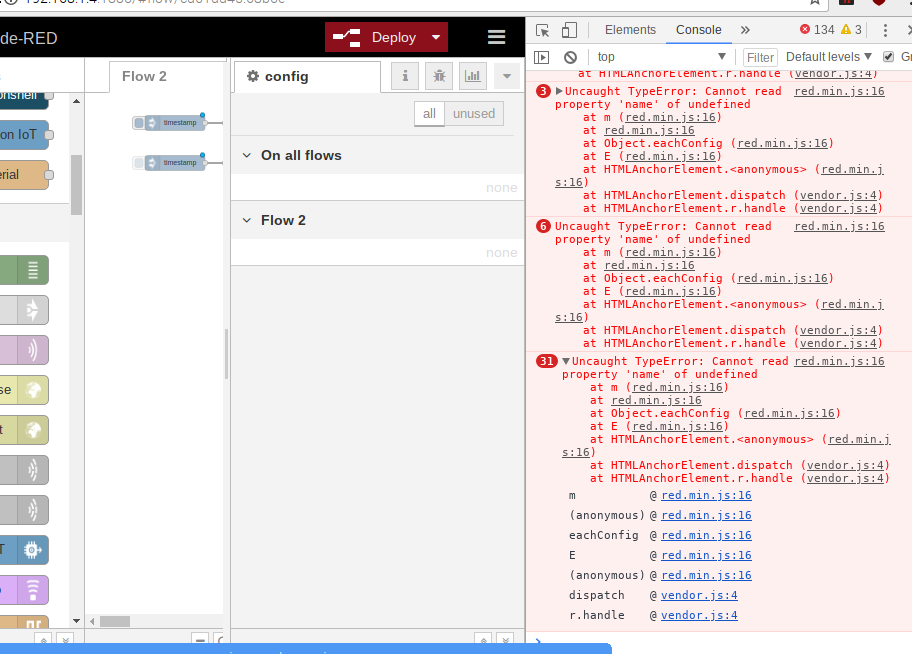 de-RED
Deploy
Flow 2
config
i
all
unused
On all flows
none
Flow 2
none
timestamp
timestamp
on IoT
erial
se
t
T
Elements
Console
»
134
3
top
Filter
Default levels
Gr
at HTMLAnchorElement.r.handle (vendor.js:4)
3
Uncaught TypeError: Cannot read red.min.js:16
property 'name' of undefined
at m (red.min.js:16)
at red.min.js:16
at Object.eachConfig (red.min.js:16)
at E (red.min.js:16)
at HTMLAnchorElement.<anonymous> (red.min.j
s:16)
at HTMLAnchorElement.dispatch (vendor.js:4)
at HTMLAnchorElement.r.handle (vendor.js:4)
6
Uncaught TypeError: Cannot read red.min.js:16
property 'name' of undefined
at m (red.min.js:16)
at red.min.js:16
at Object.eachConfig (red.min.js:16)
at E (red.min.js:16)
at HTMLAnchorElement.<anonymous> (red.min.j
s:16)
at HTMLAnchorElement.dispatch (vendor.js:4)
at HTMLAnchorElement.r.handle (vendor.js:4)
31
Uncaught TypeError: Cannot read red.min.js:16
property 'name' of undefined
at m (red.min.js:16)
at red.min.js:16
at Object.eachConfig (red.min.js:16)
at E (red.min.js:16)
at HTMLAnchorElement.<anonymous> (red.min.j
s:16)
at HTMLAnchorElement.dispatch (vendor.js:4)
at HTMLAnchorElement.r.handle (vendor.js:4)
m @ red.min.js:16
(anonymous) @ red.min.js:16
eachConfig @ red.min.js:16
E @ red.min.js:16
(anonymous) @ red.min.js:16
dispatch @ vendor.js:4
r.handle @ vendor.js:4